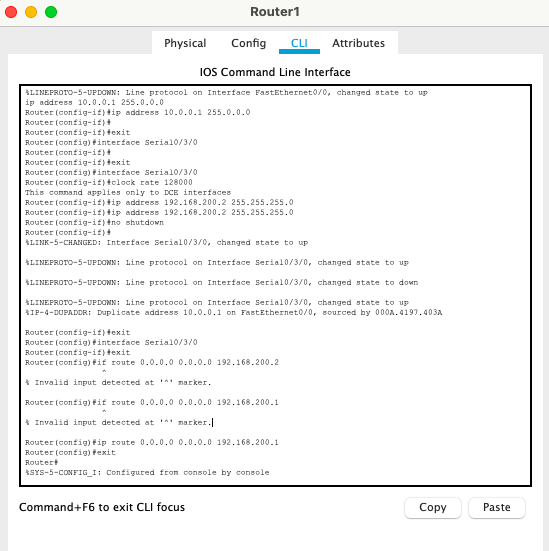 Router1
Physical Config CLI Attributes
IOS Command Line Interface
%LINEPROTO-5-UPDOWN: Line protocol on Interface FastEthernet0/0, changed state to up
ip address 10.0.0.1 255.0.0.0
Router(config-if)#ip address 10.0.0.1 255.0.0.0
Router(config-if)#
Router(config-if)#exit
Router(config)#interface Serial0/3/0
Router(config-if)#
Router(config-if)#exit
Router(config)#interface Serial0/3/0
Router(config-if)#clock rate 128000
This command applies only to DCE interfaces
Router(config-if)#ip address 192.168.200.2 255.255.255.0
Router(config-if)#ip address 192.168.200.2 255.255.255.0
Router(config-if)#no shutdown
Router(config-if)#
%LINK-5-CHANGED: Interface Serial0/3/0, changed state to up
%LINEPROTO-5-UPDOWN: Line protocol on Interface Serial0/3/0, changed state to up
%LINEPROTO-5-UPDOWN: Line protocol on Interface Serial0/3/0, changed state to down
%LINEPROTO-5-UPDOWN: Line protocol on Interface Serial0/3/0, changed state to up
%IP-4-DUPADDR: Duplicate address 10.0.0.1 on FastEthernet0/0, sourced by 000A.4197.403A
Router(config-if)#exit
Router(config)#interface Serial0/3/0
Router(config-if)#exit
Router(config)#if route 0.0.0.0 0.0.0.0 192.168.200.2
^
% Invalid input detected at '^' marker.
Router(config)#if route 0.0.0.0 0.0.0.0 192.168.200.1
^
% Invalid input detected at '^' marker.
Router(config)#ip route 0.0.0.0 0.0.0.0 192.168.200.1
Router(config)#exit
Router#
%SYS-5-CONFIG_I: Configured from console by console
Command+F6 to exit CLI focus
Copy Paste